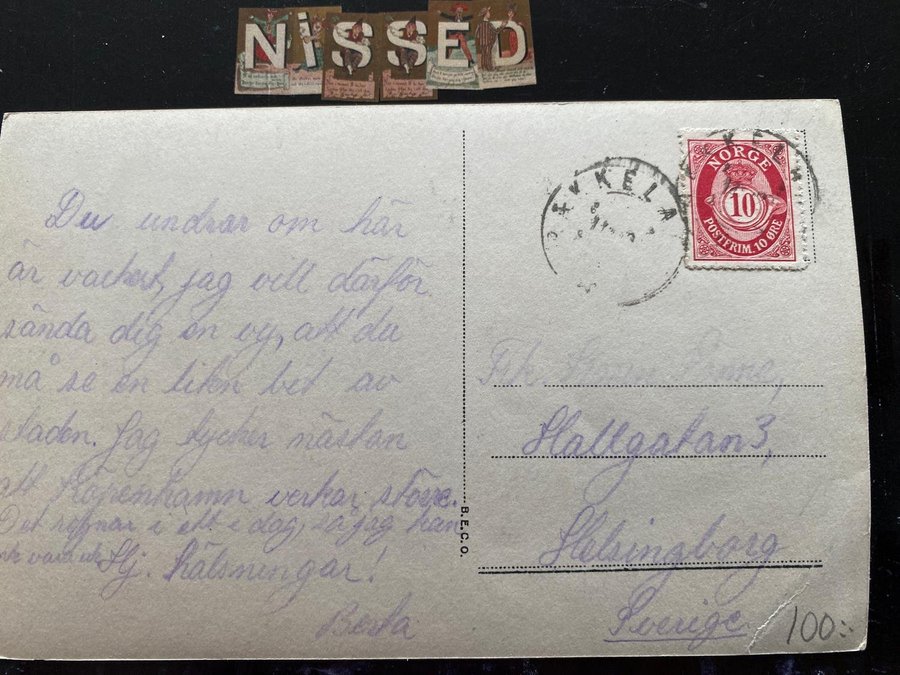 NiSSED
Du undrar om här
är vackert, jag vill därför
sända dig en vy, att du
må se en liten bit av
staden. Jag tycker nästan
att Köpenhamn verkar större.
Det regnar i ett i dag, så jag kan
Hj. hälsningar!
Berta
B.E.C.O.
NORGE
10
POSTFRIM. 10 ØRE
Frk.
Hallgatan 3,
Helsingborg
Sverige
100:-